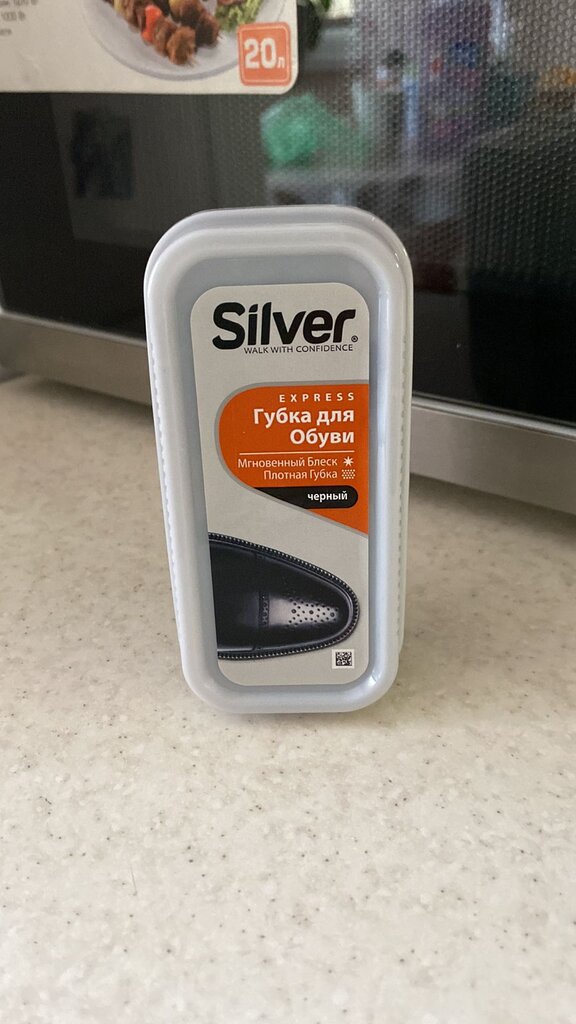 20л
Silver®
WALK WITH CONFIDENCE
EXPRESS
Губка для
Обуви
Мгновенный Блеск
Плотная Губка
черный